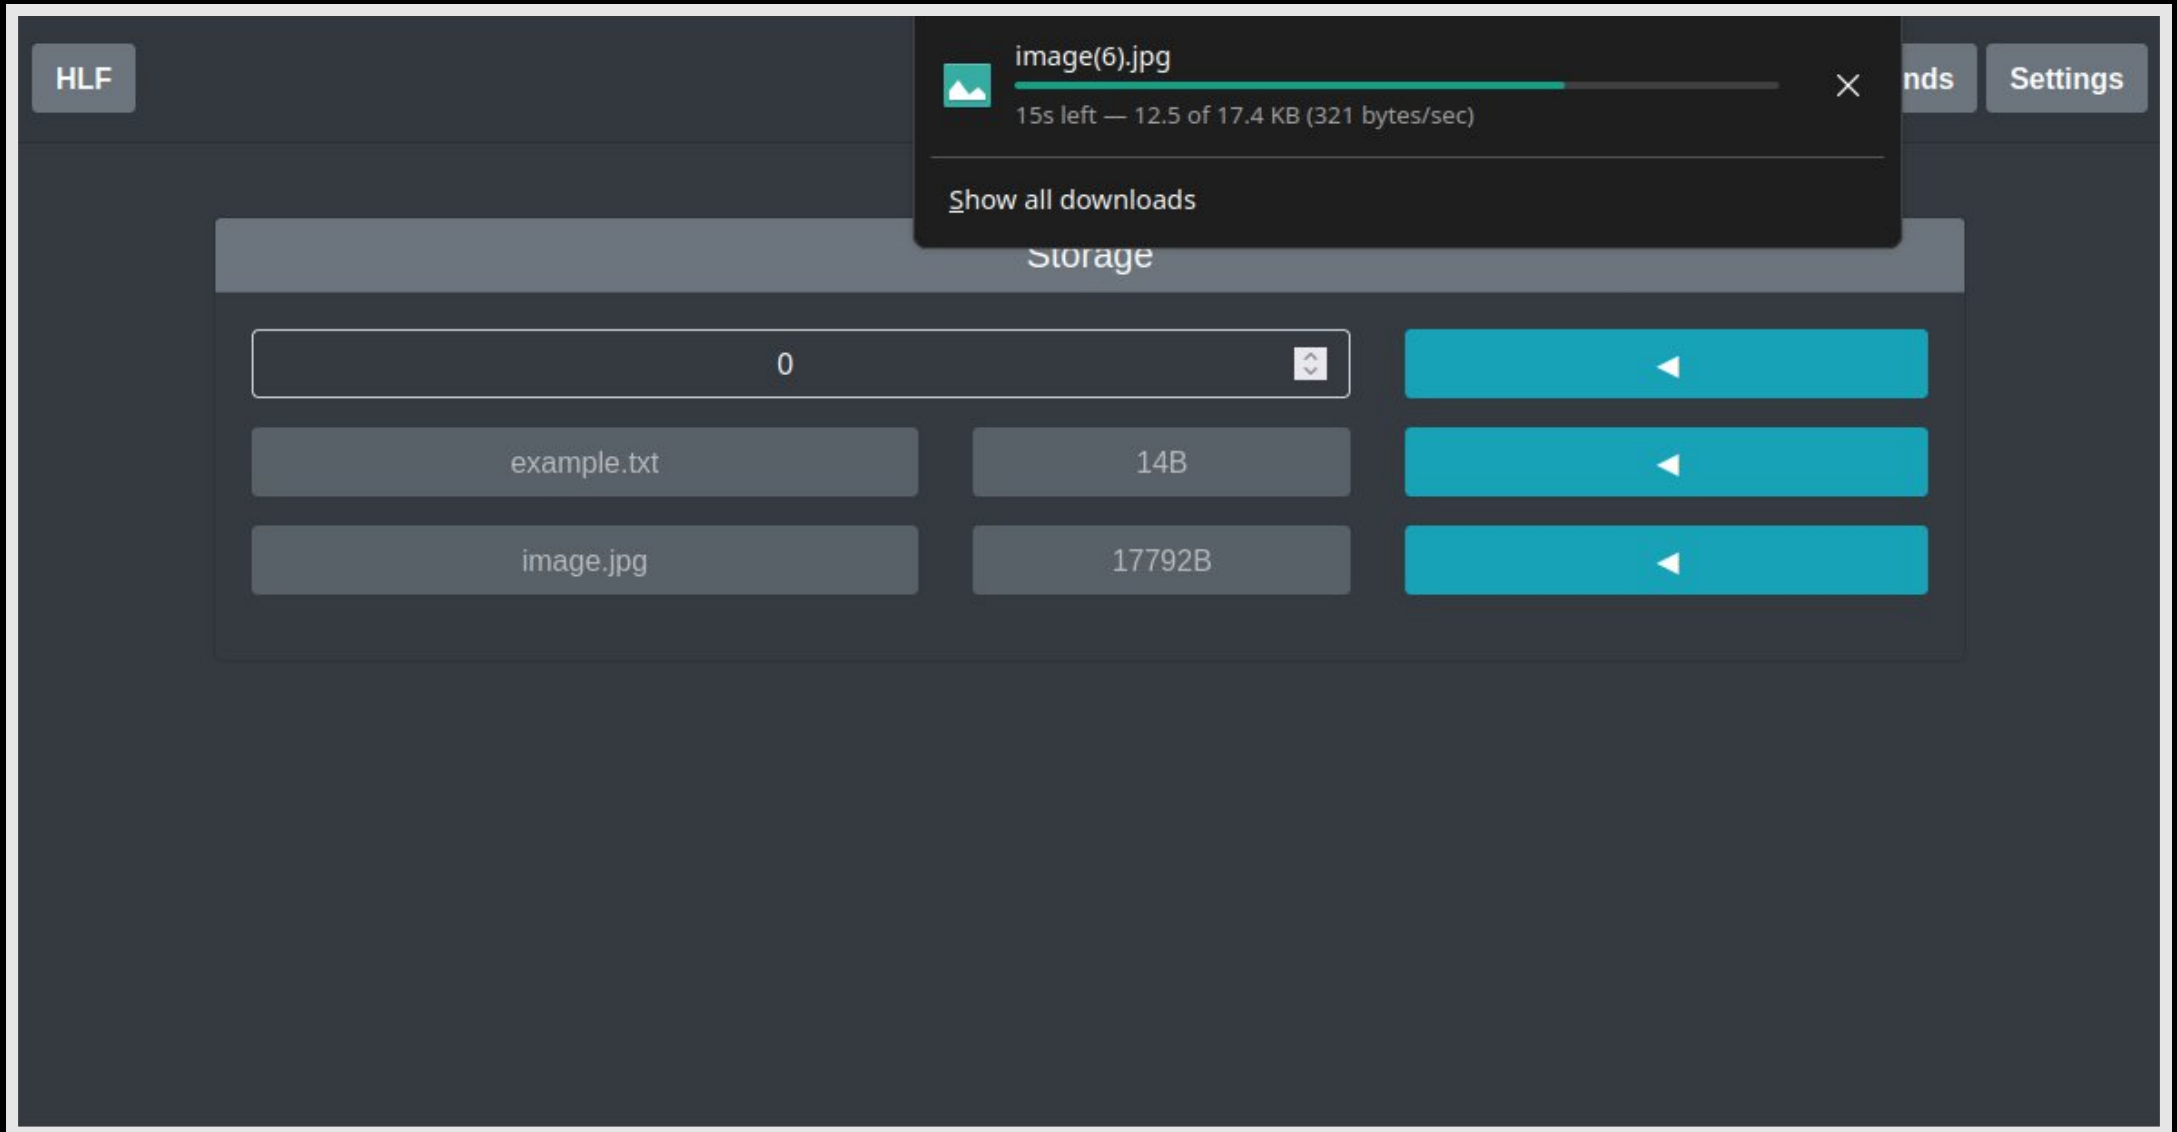 HLF
image(6).jpg
15s left — 12.5 of 17.4 KB (321 bytes/sec)
Show all downloads
nds
Settings
Storage
0
example.txt
14B
image.jpg
17792B